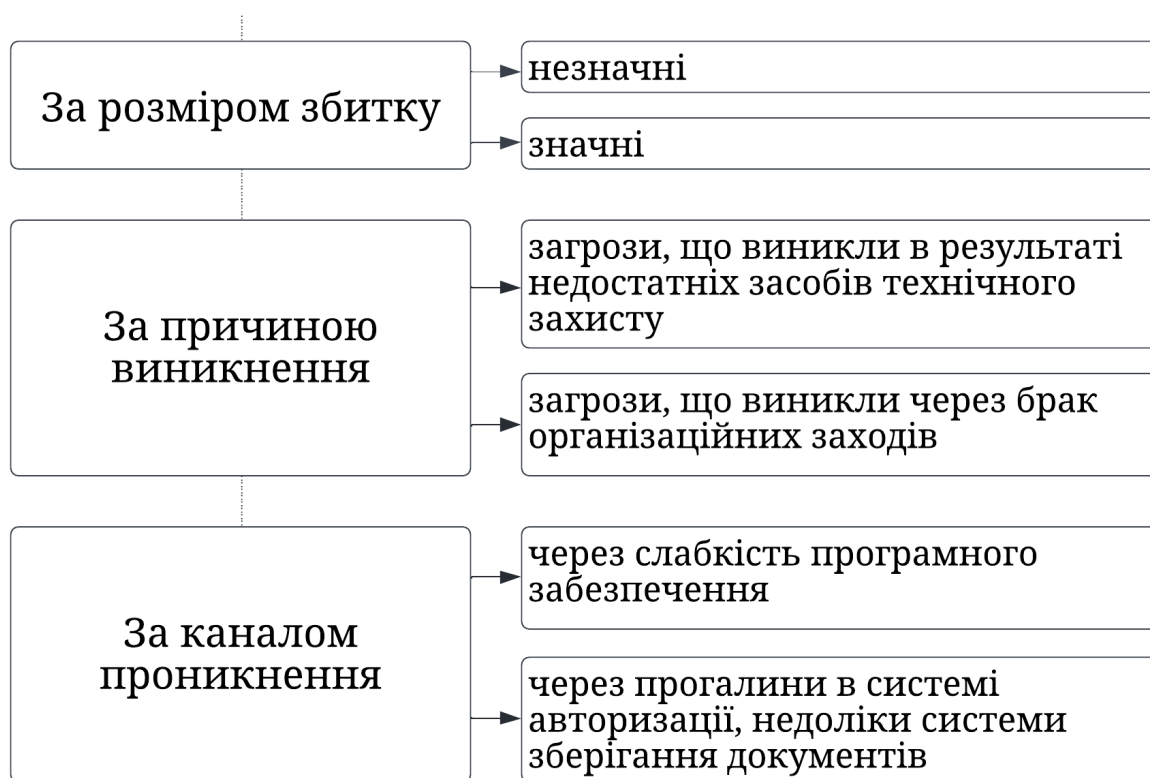 За розміром збитку
незначні
значні
За причиною
виникнення
загрози, що виникли в результаті
недостатніх засобів технічного
захисту
загрози, що виникли через брак
організаційних заходів
За каналом
проникнення
через слабкість програмного
забезпечення
через прогалини в системі
авторизації, недоліки системи
зберігання документів